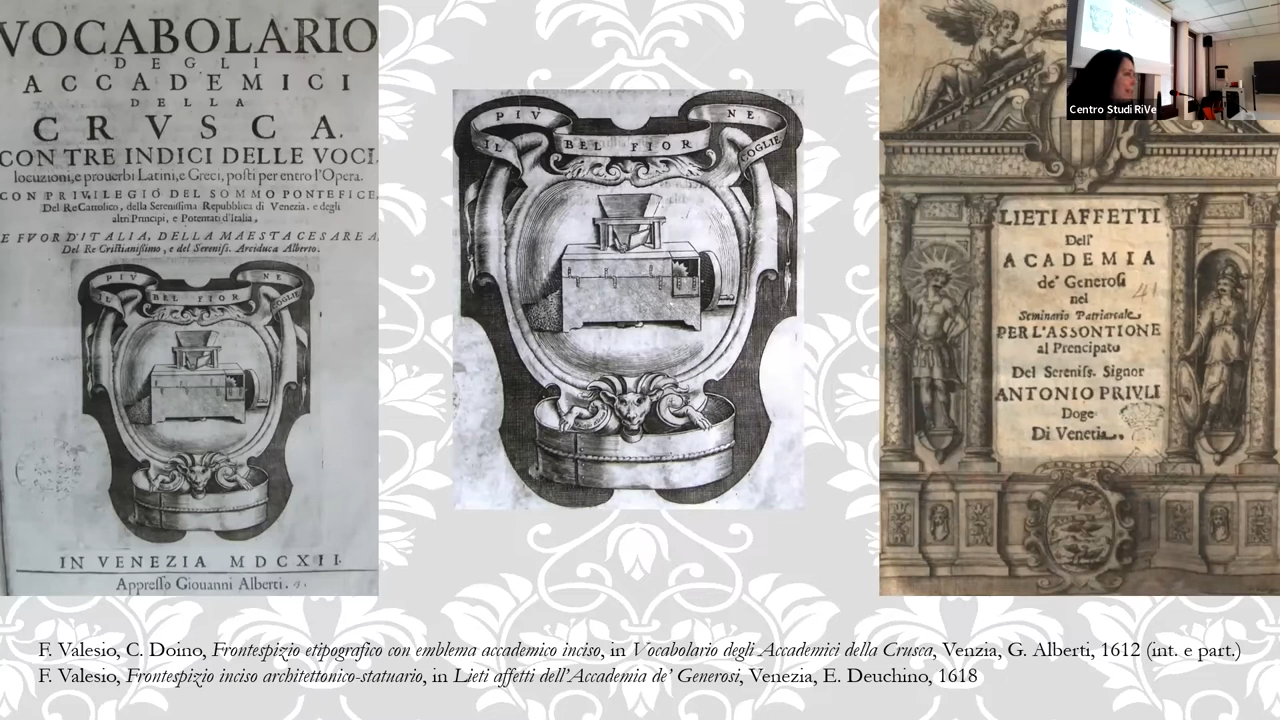 VOCABOLARIO
DEGLI
ACCADEMICI
DELLA
CRVSCA.
CON TRE INDICI DELLE VOCI,
locuzioni, e prouerbi Latini, e Greci, posti per entro l'Opera.
CON PRIVILEGIO DEL SOMMO PONTEFICE,
Del Re Cattolico, della Serenissima Repubblica di Venezia, e degli
altri Principi, e Potentati d'Italia,
E FVOR D'ITALIA, DELLA MAESTA CESAREA,
Del Re Cristianissimo, e del Sereniss. Arciduca Alberto.
IL PIV BEL FIOR NE COGLIE
IN VENEZIA MDCXII.
Appresso Giouanni Alberti.
IL PIV BEL FIOR NE COGLIE
Centro Studi RiVe
LIETI AFFETTI
Dell'
ACADEMIA
de' Generosi
nel
Seminario Patriarcale
PER L'ASSONTIONE
al Prencipato
Del Sereniss. Signor
ANTONIO PRIVLI
Doge
Di Venetia.
41
F. Valesio, C. Doino, Frontespizio etipografico con emblema accademico inciso, in Vocabolario degli Accademici della Crusca, Venzia, G. Alberti, 1612 (int. e part.)
F. Valesio, Frontespizio inciso architettonico-statuario, in Lieti affetti dell'Accademia de' Generosi, Venezia, E. Deuchino, 1618